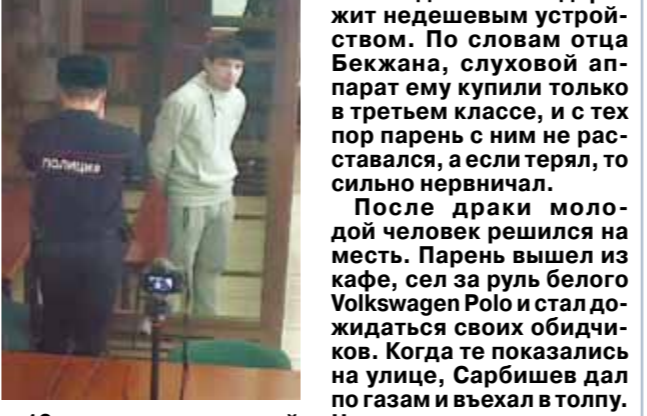 ПОЛИЦИЯ
жит недешевым устрой-
ством. По словам отца
Бекжана, слуховой ап-
парат ему купили только
в третьем классе, и с тех
пор парень с ним не рас-
ставался, а если терял, то
сильно нервничал.
После драки моло-
дой человек решился на
месть. Парень вышел из
кафе, сел за руль белого
Volkswagen Polo и стал до-
жидаться своих обидчи-
ков. Когда те показались
на улице, Сарбишев дал
по газам и въехал в толпу.